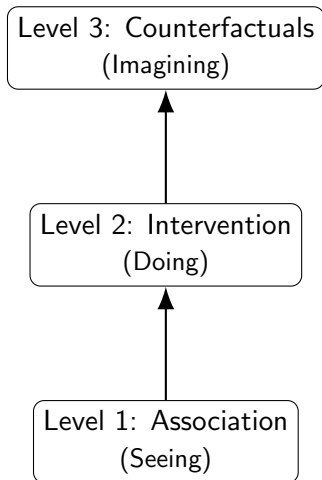 Level 3: Counterfactuals
(Imagining)
Level 2: Intervention
(Doing)
Level 1: Association
(Seeing)